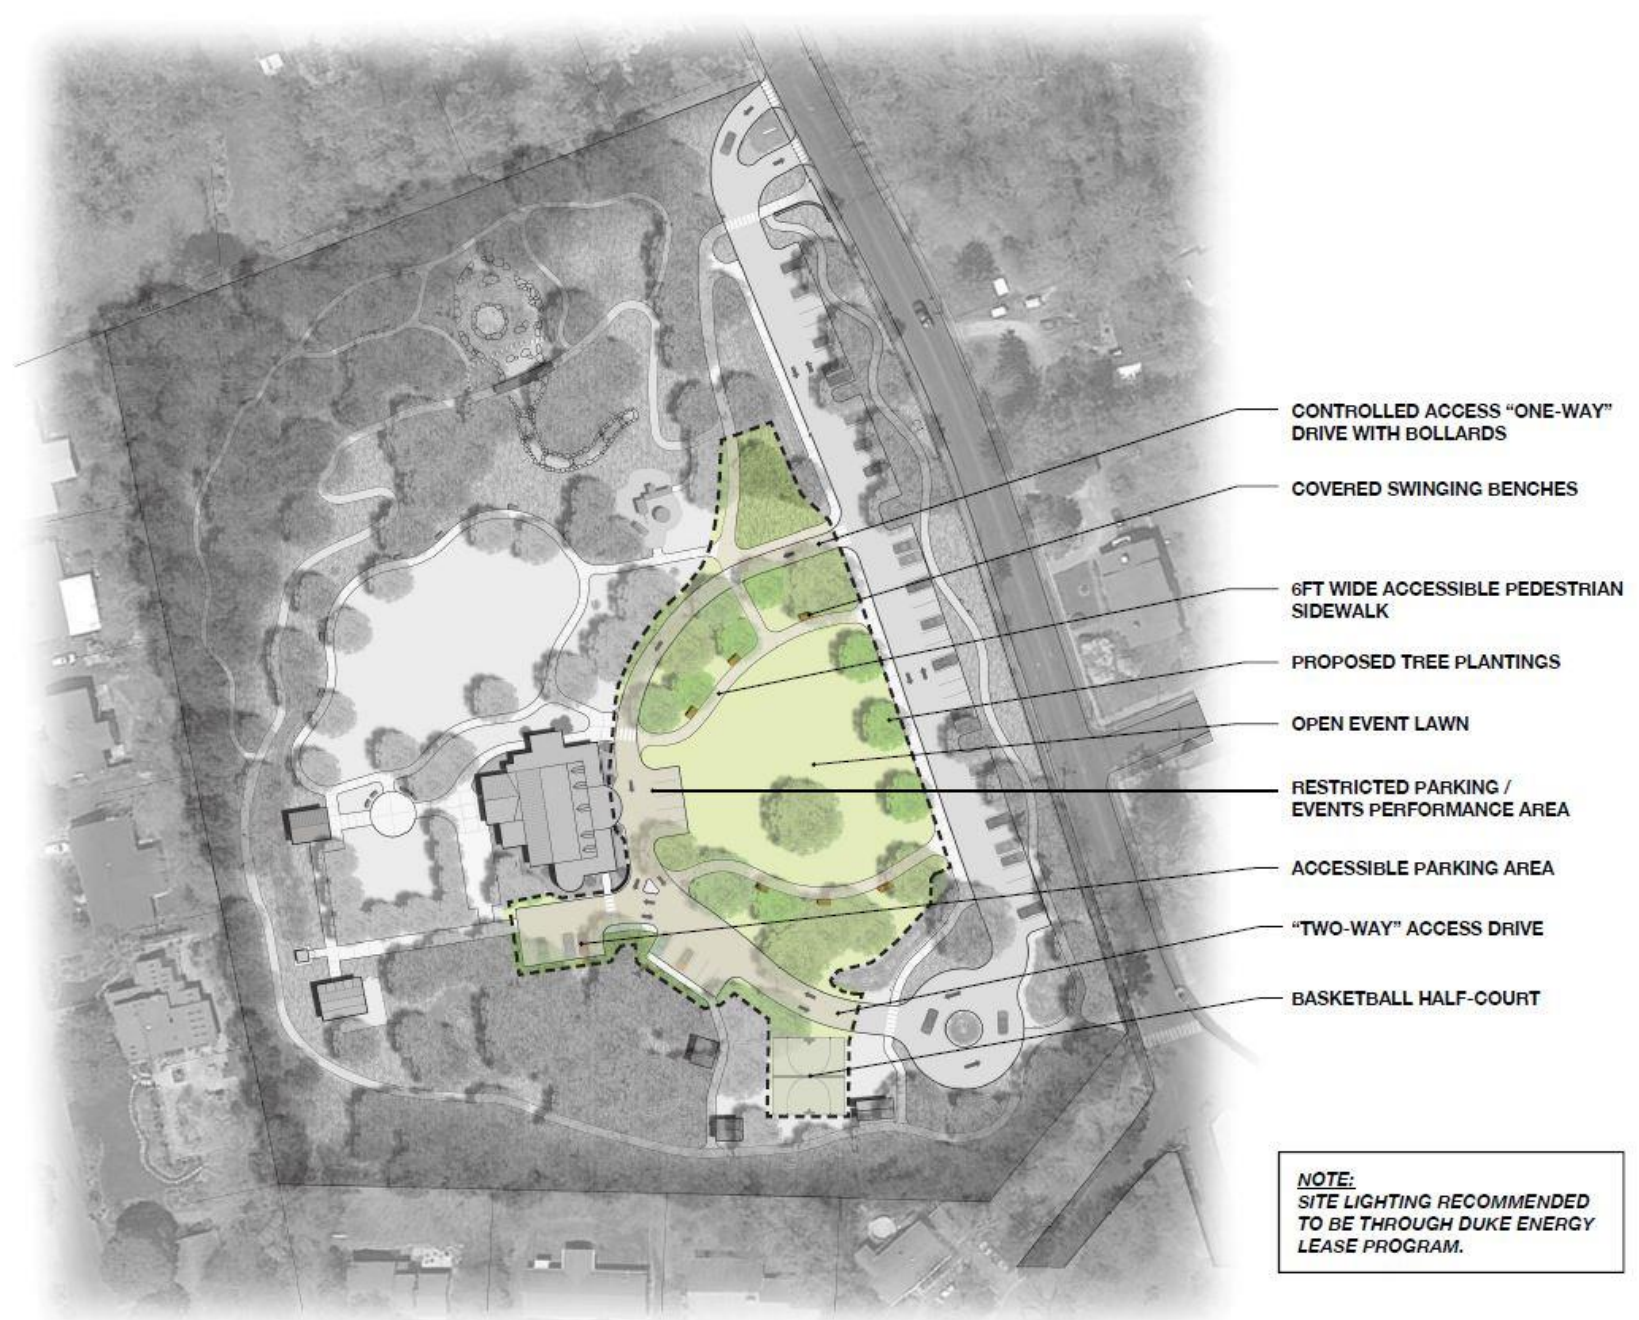 CONTROLLED ACCESS “ONE-WAY”
DRIVE WITH BOLLARDS
COVERED SWINGING BENCHES
6FT WIDE ACCESSIBLE PEDESTRIAN
SIDEWALK
PROPOSED TREE PLANTINGS
OPEN EVENT LAWN
RESTRICTED PARKING /
EVENTS PERFORMANCE AREA
ACCESSIBLE PARKING AREA
“TWO-WAY” ACCESS DRIVE
BASKETBALL HALF-COURT
NOTE:
SITE LIGHTING RECOMMENDED
TO BE THROUGH DUKE ENERGY
LEASE PROGRAM.